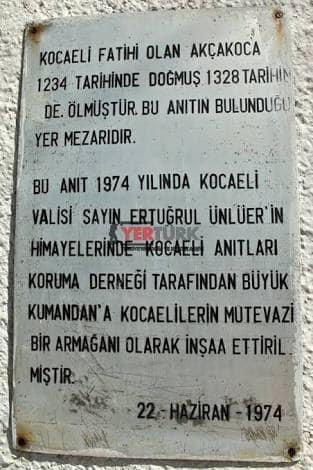 KOCAELİ FATİHİ OLAN AKÇAKOCA
1234 TARİHİNDE DOĞMUŞ 1328 TARİHİN
DE. ÖLMÜŞTÜR. BU ANITIN BULUNDUĞU
YER MEZARIDIR.
BU ANIT 1974 YILINDA KOCAELİ
VALİSİ SAYIN ERTUĞRUL ÜNLÜER'İN
YERTÜRK
HİMAYELERİNDE KOCAELİ ANITLARI
KORUMA DERNEĞİ TARAFINDAN BÜYÜK
KUMANDAN'A KOCAELİLERİN MUTEVAZİ
BİR ARMAĞANI OLARAK İNŞAA ETTİRİL
MİŞTİR.
22-HAZİRAN-1974